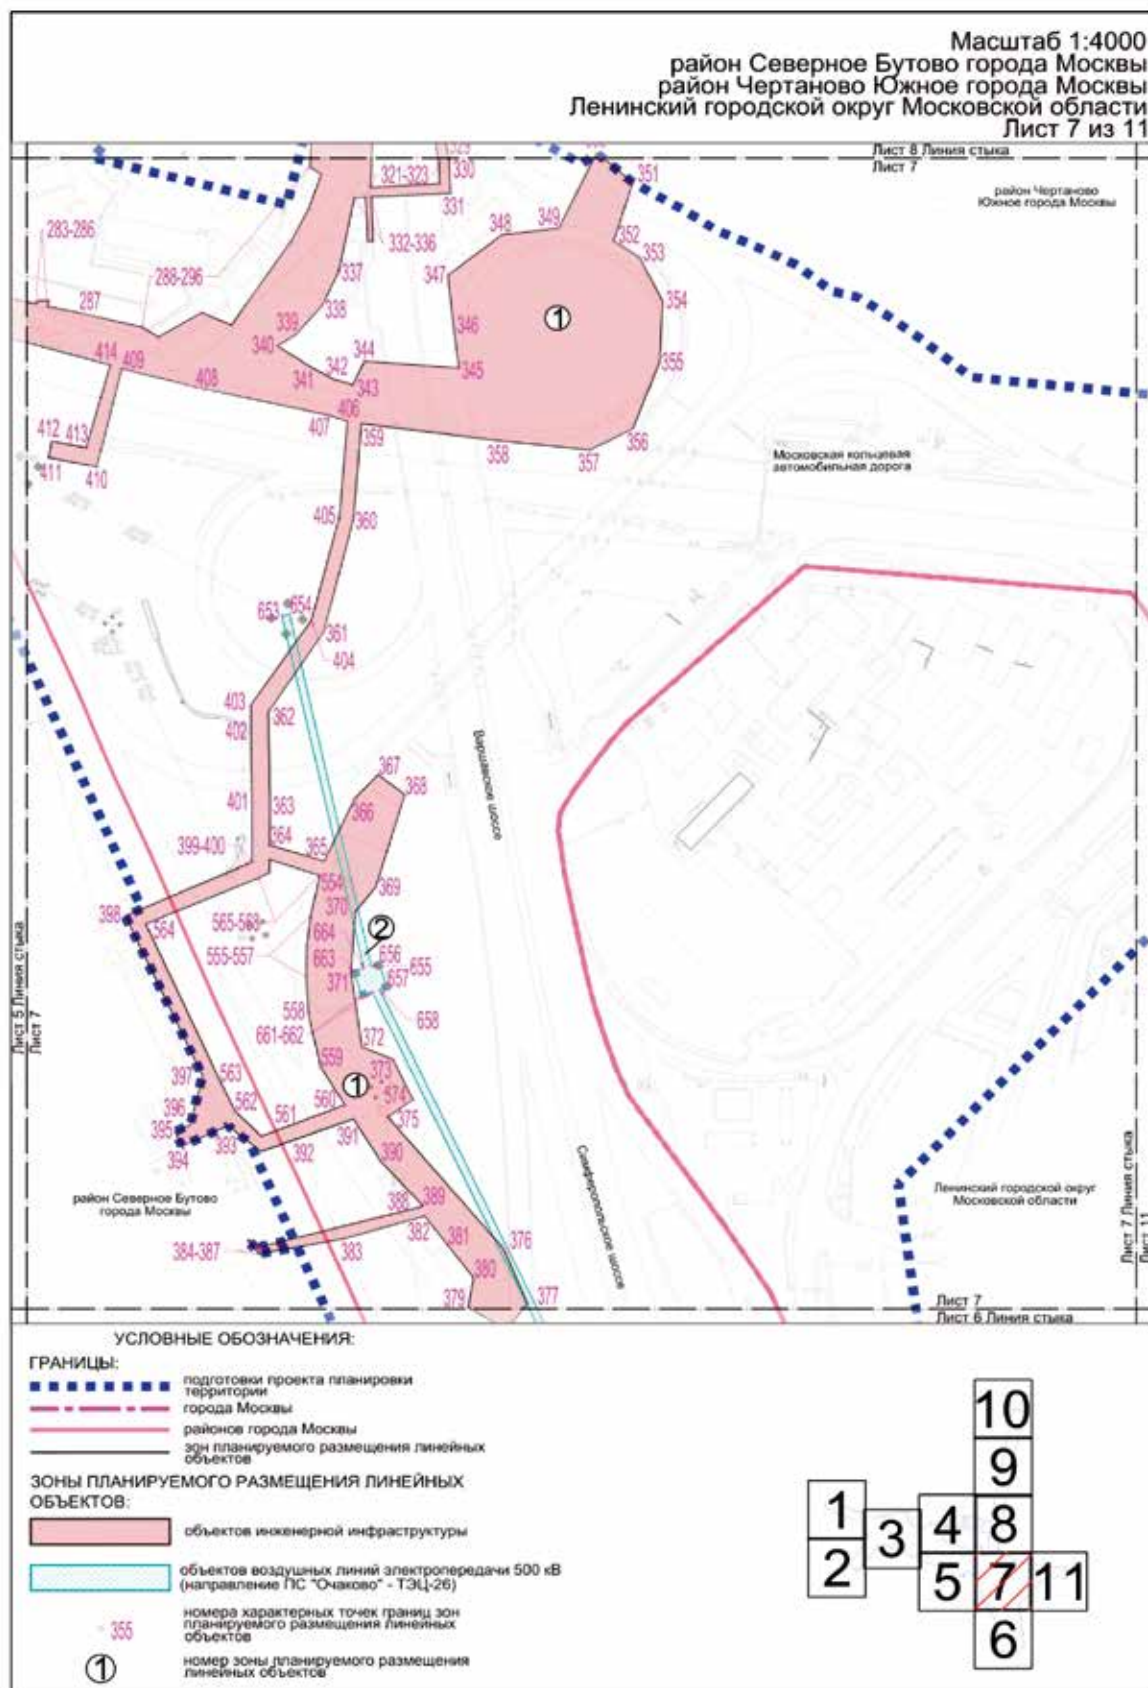 Масштаб 1:4000
район Северное Бутово города Москвы
район Чертаново Южное города Москвы
Ленинский городской округ Московской области
Лист 7 из 11
Лист 8 Линия стыка
Лист 7
район Чертаново
Южное города Москвы
321-323
330
331
351
283-286
332-336
348
349
352
353
288-296
337
347
287
354
338
339
1
340
346
344
414
409
342
355
341
343
345
408
406
407
359
412
413
358
357
356
411
410
Московская кольцевая
автомобильная дорога
405
360
653
654
361
404
403
362
402
Варшавское шоссе
367
368
401
363
366
364
399-400
365
554
369
398
370
564
565-568
2
664
555-557
663
656
655
371
657
Лист 5 Линия стыка
Лист 7
558
658
661-662
372
559
373
397
563
1
574
396
562
560
375
561
395
393
391
394
392
390
Симферопольское шоссе
район Северное Бутово
города Москвы
Ленинский городской округ
Московской области
388
389
382
381
376
384-387
383
380
379
377
Лист 7 Линия стыка
Лист 11
Лист 7
Лист 6 Линия стыка
УСЛОВНЫЕ ОБОЗНАЧЕНИЯ:
ГРАНИЦЫ:
подготовки проекта планировки
территории
города Москвы
районов города Москвы
зон планируемого размещения линейных
объектов
ЗОНЫ ПЛАНИРУЕМОГО РАЗМЕЩЕНИЯ ЛИНЕЙНЫХ
ОБЪЕКТОВ:
объектов инженерной инфраструктуры
объектов воздушных линий электропередачи 500 кВ
(направление ПС "Очаково" - ТЭЦ-26)
355
номера характерных точек границ зон
планируемого размещения линейных
объектов
1
номер зоны планируемого размещения
линейных объектов
10
9
1
4
8
3
2
5
7
11
6